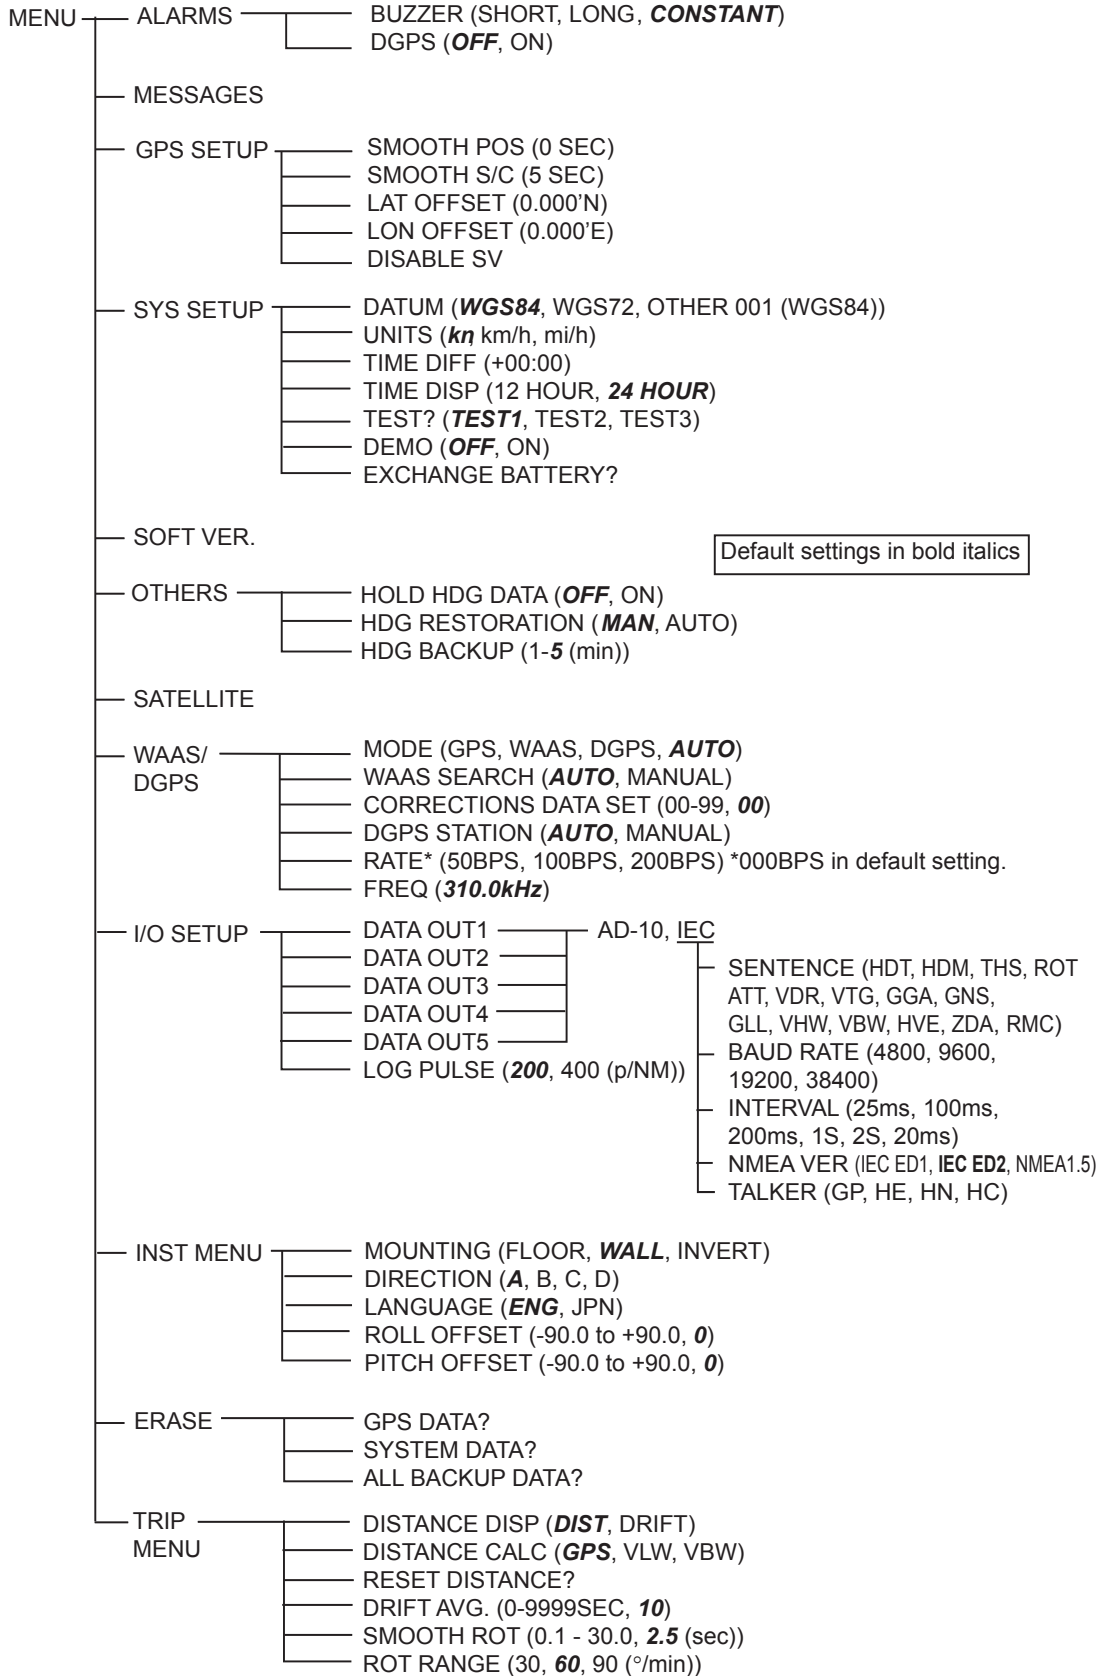 MENU
ALARMS
BUZZER (SHORT, LONG, CONSTANT)
DGPS (OFF, ON)
MESSAGES
GPS SETUP
SMOOTH POS (0 SEC)
SMOOTH S/C (5 SEC)
LAT OFFSET (0.000’N)
LON OFFSET (0.000’E)
DISABLE SV
SYS SETUP
DATUM (WGS84, WGS72, OTHER 001 (WGS84))
UNITS (kn, km/h, mi/h)
TIME DIFF (+00:00)
TIME DISP (12 HOUR, 24 HOUR)
TEST? (TEST1, TEST2, TEST3)
DEMO (OFF, ON)
EXCHANGE BATTERY?
SOFT VER.
Default settings in bold italics
OTHERS
HOLD HDG DATA (OFF, ON)
HDG RESTORATION (MAN, AUTO)
HDG BACKUP (1-5 (min))
SATELLITE
WAAS/
DGPS
MODE (GPS, WAAS, DGPS, AUTO)
WAAS SEARCH (AUTO, MANUAL)
CORRECTIONS DATA SET (00-99, 00)
DGPS STATION (AUTO, MANUAL)
RATE* (50BPS, 100BPS, 200BPS) *000BPS in default setting.
FREQ (310.0kHz)
I/O SETUP
DATA OUT1
DATA OUT2
DATA OUT3
DATA OUT4
DATA OUT5
LOG PULSE (200, 400 (p/NM))
AD-10, IEC
SENTENCE (HDT, HDM, THS, ROT
ATT, VDR, VTG, GGA, GNS,
GLL, VHW, VBW, HVE, ZDA, RMC)
BAUD RATE (4800, 9600,
19200, 38400)
INTERVAL (25ms, 100ms,
200ms, 1S, 2S, 20ms)
NMEA VER (IEC ED1, IEC ED2, NMEA1.5)
TALKER (GP, HE, HN, HC)
INST MENU
MOUNTING (FLOOR, WALL, INVERT)
DIRECTION (A, B, C, D)
LANGUAGE (ENG, JPN)
ROLL OFFSET (-90.0 to +90.0, 0)
PITCH OFFSET (-90.0 to +90.0, 0)
ERASE
GPS DATA?
SYSTEM DATA?
ALL BACKUP DATA?
TRIP
MENU
DISTANCE DISP (DIST, DRIFT)
DISTANCE CALC (GPS, VLW, VBW)
RESET DISTANCE?
DRIFT AVG. (0-9999SEC, 10)
SMOOTH ROT (0.1 - 30.0, 2.5 (sec))
ROT RANGE (30, 60, 90 (°/min))